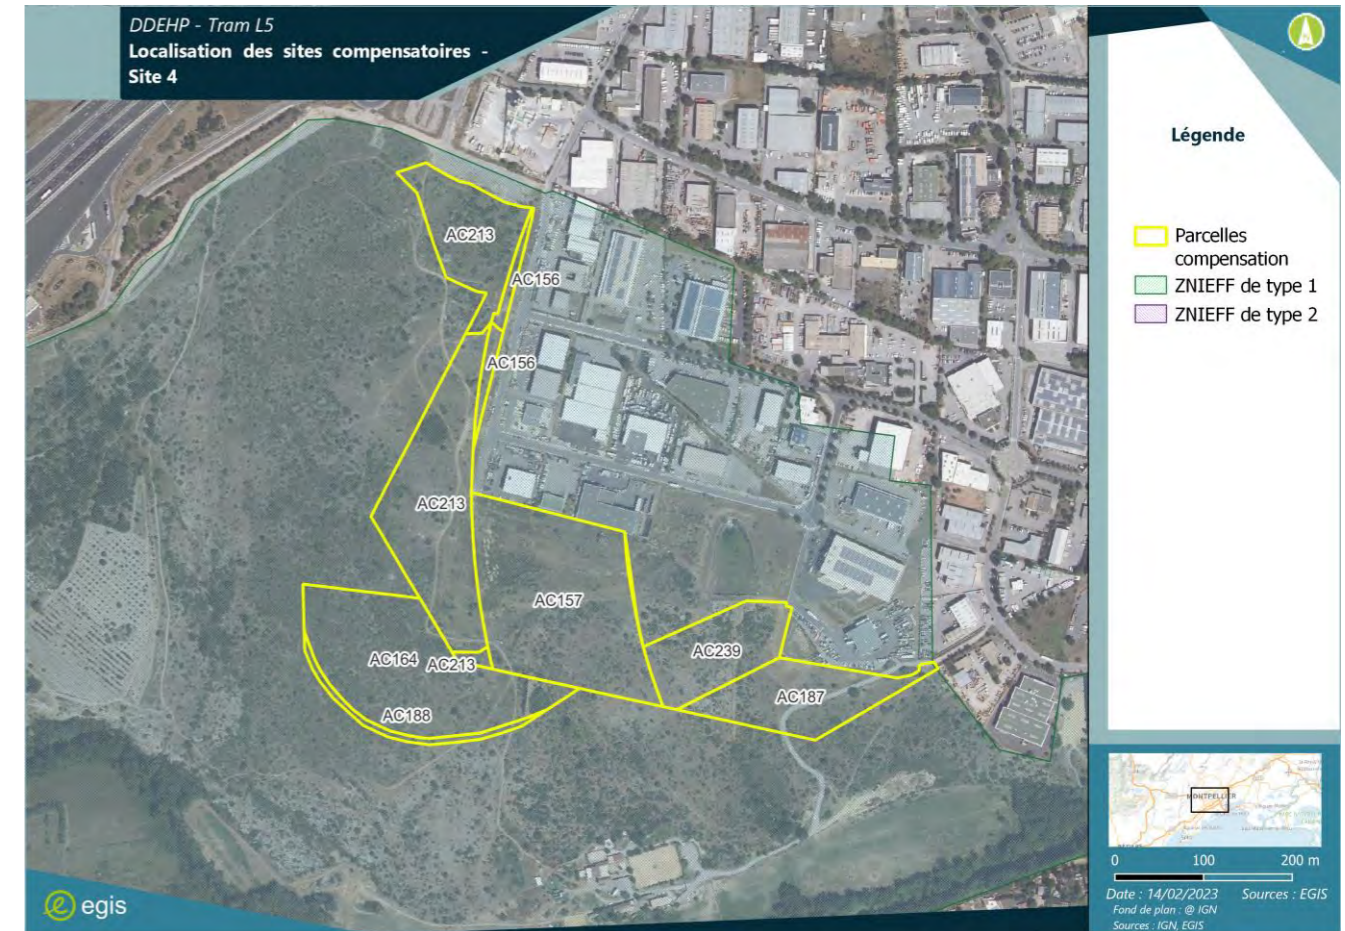 DDEHP - Tram L5
Localisation des sites compensatoires -
Site 4
Légende
Parcelles
compensation
ZNIEFF de type 1
ZNIEFF de type 2
AC213
AC156
AC156
AC213
AC157
AC164
AC213
AC239
AC187
AC188
MONTPELLIER
0 100 200 m
Date : 14/02/2023 Sources : EGIS
Fond de plan : @ IGN
Sources : IGN, EGIS
egis